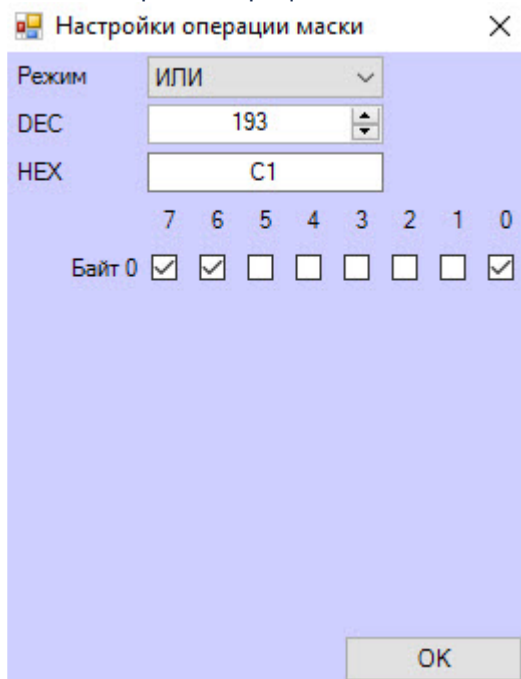 Настройки операции маски
Режим ИЛИ
DEC 193
HEX C1
7 6 5 4 3 2 1 0
Байт 0
OK